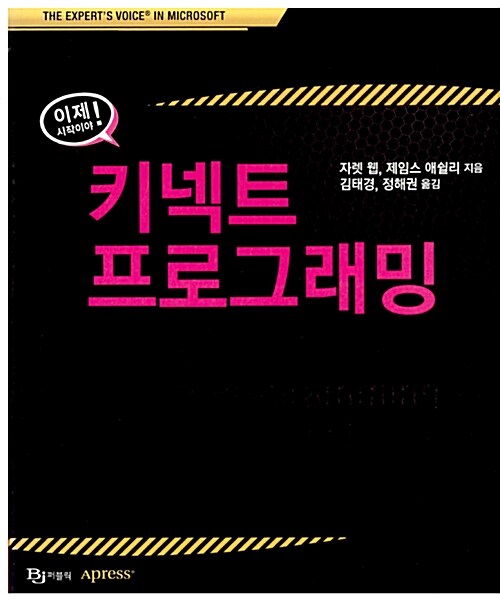 THE EXPERT'S VOICE® IN MICROSOFT
이제!
시작이야
자렛 웹, 제임스 애쉴리 지음
김태경, 정해권 옮김
키넥트
프로그래밍
Bj퍼블릭 Apress®